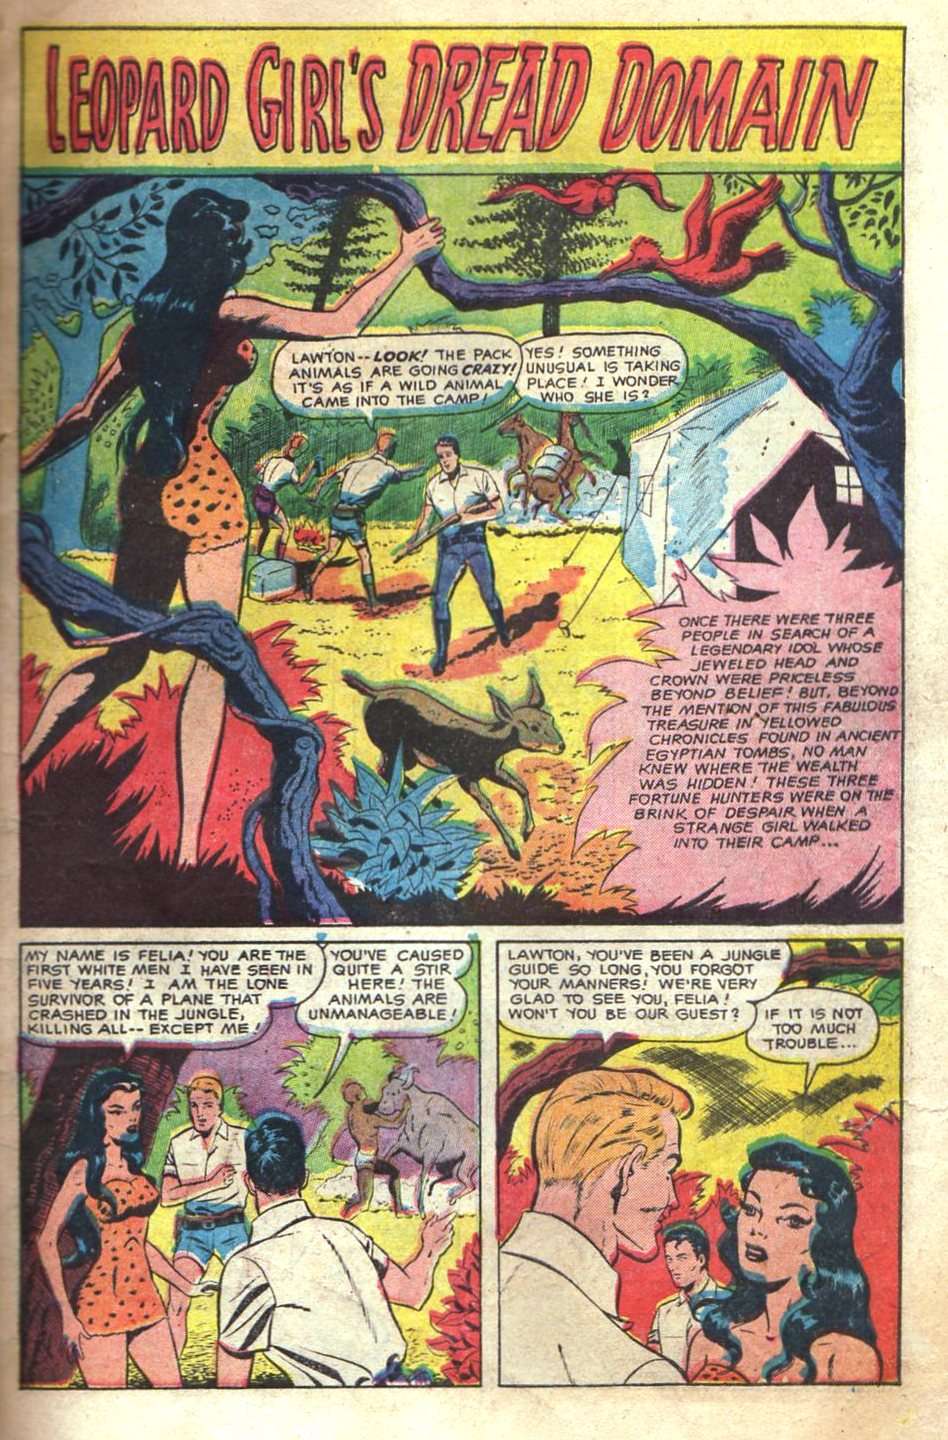 LEOPARD GIRL'S DREAD DOMAIN
LAWTON--LOOK! THE PACK
ANIMALS ARE GOING CRAZY!
IT'S AS IF A WILD ANIMAL
CAME INTO THE CAMP!
YES! SOMETHING
UNUSUAL IS TAKING
PLACE! I WONDER
WHO SHE IS?
ONCE THERE WERE THREE
PEOPLE IN SEARCH OF A
LEGENDARY IDOL WHOSE
JEWELED HEAD AND
CROWN WERE PRICELESS
BEYOND BELIEF! BUT, BEYOND
THE MENTION OF THIS FABULOUS
TREASURE IN YELLOWED
CHRONICLES FOUND IN ANCIENT
EGYPTIAN TOMBS, NO MAN
KNEW WHERE THE WEALTH
WAS HIDDEN! THESE THREE
FORTUNE HUNTERS WERE ON THE
BRINK OF DESPAIR WHEN A
STRANGE GIRL WALKED
INTO THEIR CAMP...
MY NAME IS FELIA! YOU ARE THE
FIRST WHITE MEN I HAVE SEEN IN
FIVE YEARS! I AM THE LONE
SURVIVOR OF A PLANE THAT
CRASHED IN THE JUNGLE,
KILLING ALL--EXCEPT ME!
YOU'VE CAUSED
QUITE A STIR
HERE! THE
ANIMALS ARE
UNMANAGEABLE!
LAWTON, YOU'VE BEEN A JUNGLE
GUIDE SO LONG, YOU FORGOT
YOUR MANNERS! WE'RE VERY
GLAD TO SEE YOU, FELIA!
WON'T YOU BE OUR GUEST?
IF IT IS NOT
TOO MUCH
TROUBLE...